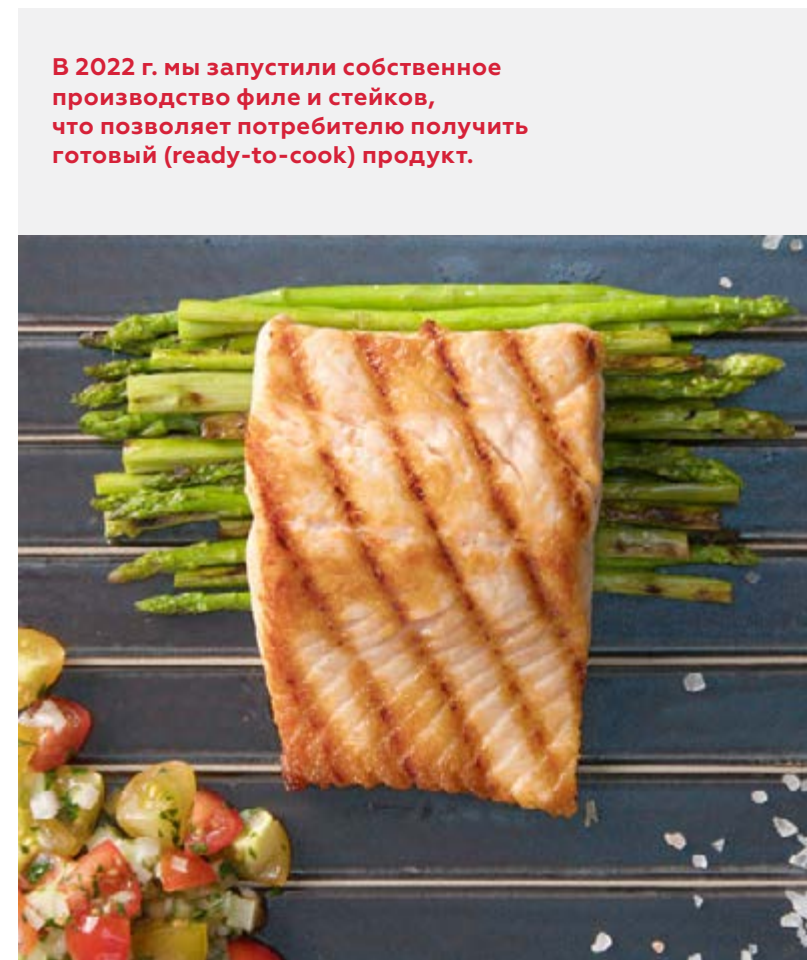 В 2022 г. мы запустили собственное
производство филе и стейков,
что позволяет потребителю получить
готовый (ready-to-cook) продукт.